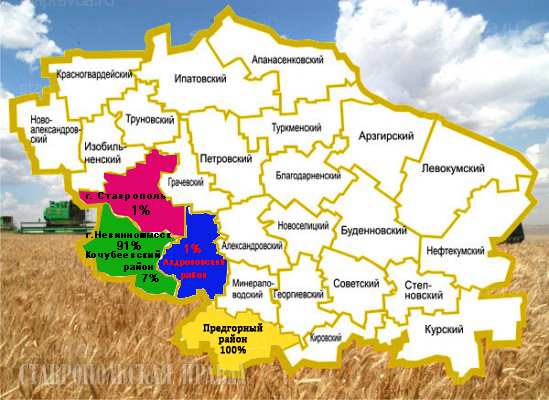 Апанасенковский
Красногвардейский
Ипатовский
Ново-
александров-
ский
Труновский
Туркменский
Арзгирский
Изобиль-
ненский
Петровский
Левокумский
Грачевский
Благодарненский
г. Ставрополь
1%
Новоселицкий
Буденновский
г.Невинномысск
91%
Кочубеевский
район
7%
1%
Андроповский
район
Александровский
Нефтекумский
Минерало-
водский
Георгиевский
Советский
Степ-
новский
Предгорный
район
100%
Кировский
Курский
СТАВРОПОЛЬСКАЯ ПРАВДА